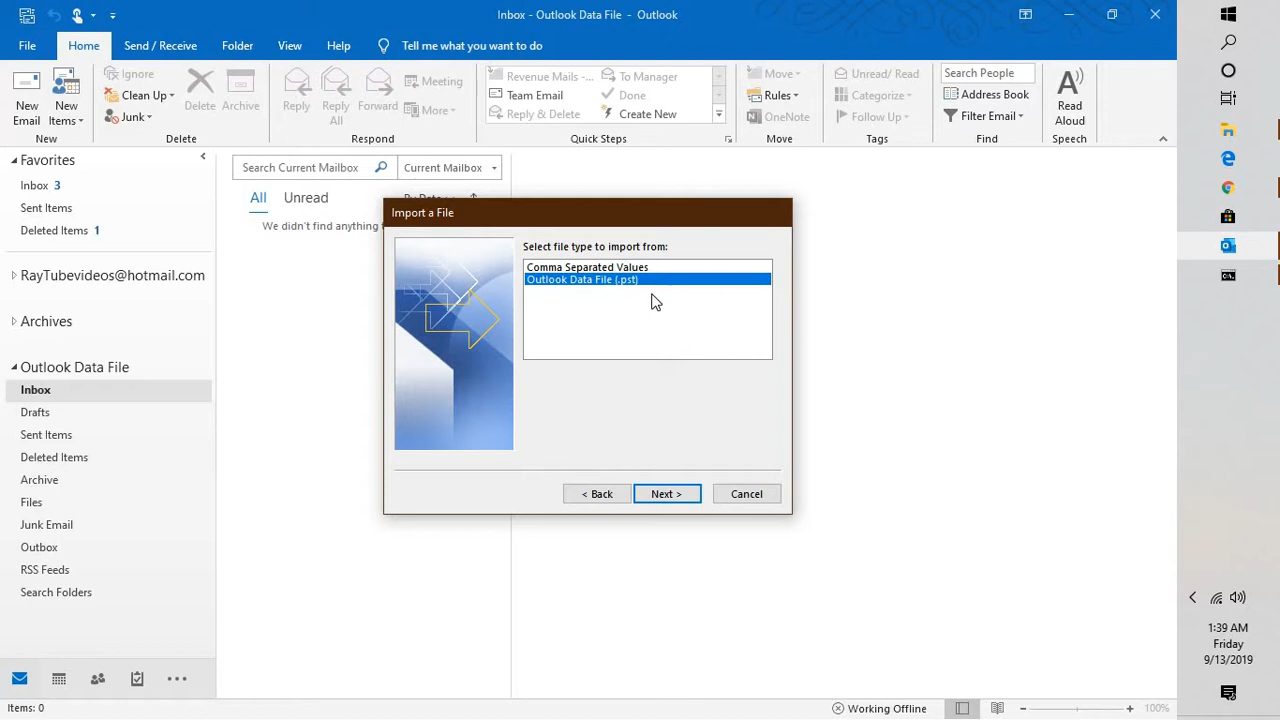 Inbox - Outlook Data File - Outlook
File Home Send / Receive Folder View Help Tell me what you want to do
New Email
New Items
Ignore
Clean Up
Junk
Delete
Archive
Reply
Reply All
Forward
Meeting
More
Revenue Mails -...
Team Email
Reply & Delete
To Manager
Done
Create New
Move
Rules
OneNote
Unread/ Read
Categorize
Follow Up
Search People
Address Book
Filter Email
Read Aloud
New Delete Respond Quick Steps Move Tags Find Speech
Favorites
Inbox 3
Sent Items
Deleted Items 1
RayTubevideos@hotmail.com
Archives
Outlook Data File
Inbox
Drafts
Sent Items
Deleted Items
Archive
Files
Junk Email
Outbox
RSS Feeds
Search Folders
Search Current Mailbox Current Mailbox
All Unread
We didn't find anything
Import a File
Select file type to import from:
Comma Separated Values
Outlook Data File (.pst)
< Back Next > Cancel
1:39 AM
Friday
9/13/2019
Items: 0 Working Offline 100%